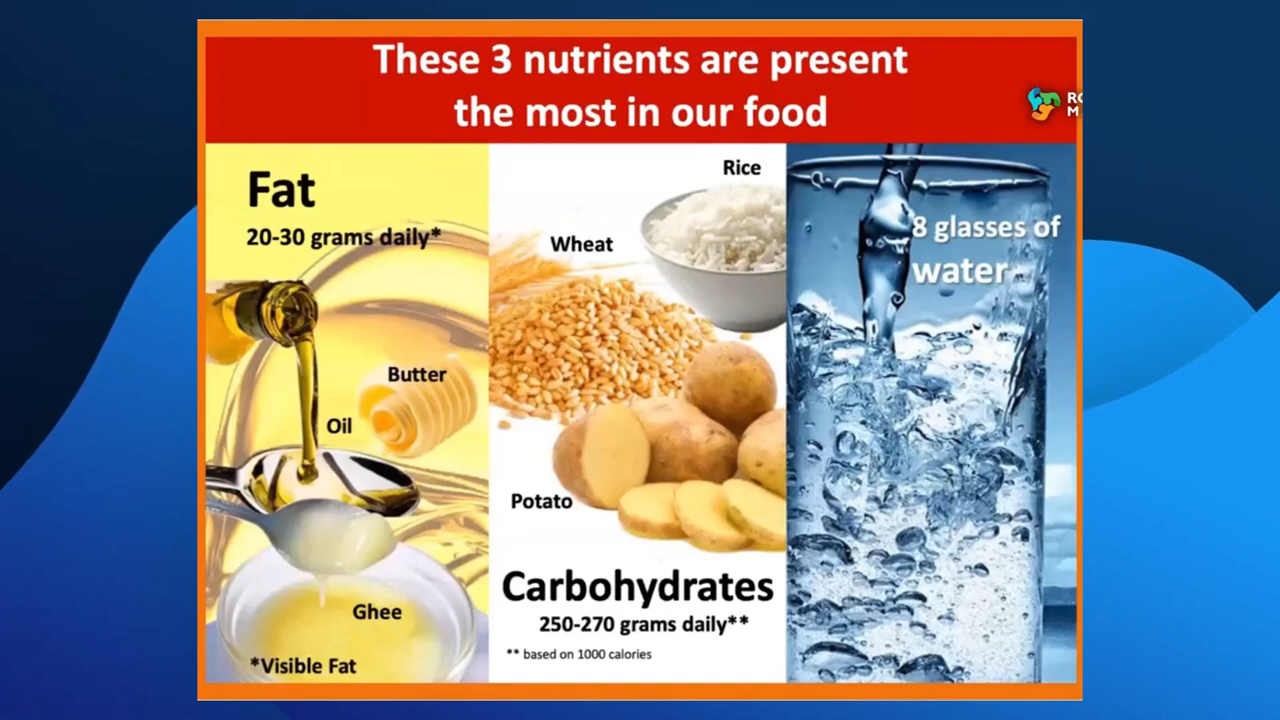 These 3 nutrients are present
the most in our food
Fat
20-30 grams daily*
Butter
Oil
Ghee
*Visible Fat
Rice
Wheat
Potato
Carbohydrates
250-270 grams daily**
** based on 1000 calories
8 glasses of
water